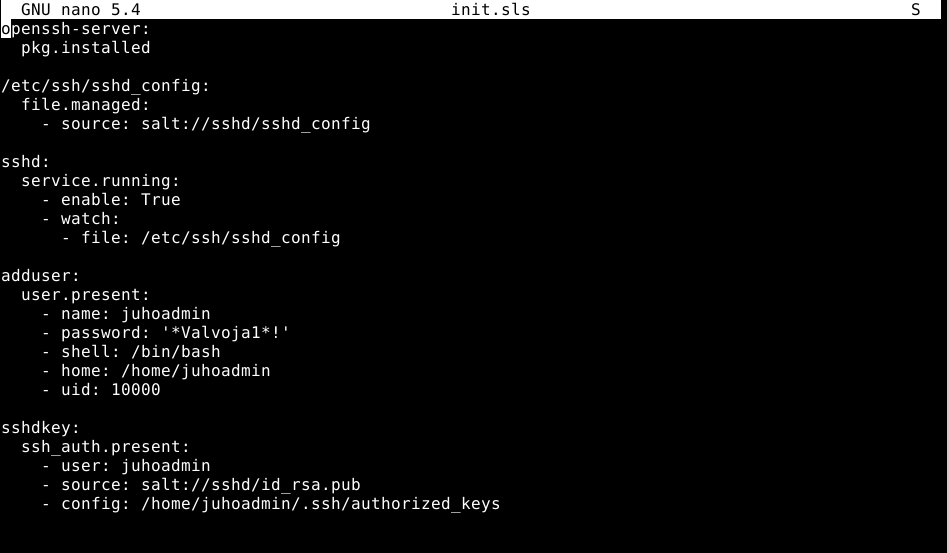 GNU nano 5.4 init.sls S
openssh-server:
  pkg.installed

/etc/ssh/sshd_config:
  file.managed:
    - source: salt://sshd/sshd_config

sshd:
  service.running:
    - enable: True
    - watch:
      - file: /etc/ssh/sshd_config

adduser:
  user.present:
    - name: juhoadmin
    - password: '*Valvoja1*!'
    - shell: /bin/bash
    - home: /home/juhoadmin
    - uid: 10000

sshdkey:
  ssh_auth.present:
    - user: juhoadmin
    - source: salt://sshd/id_rsa.pub
    - config: /home/juhoadmin/.ssh/authorized_keys